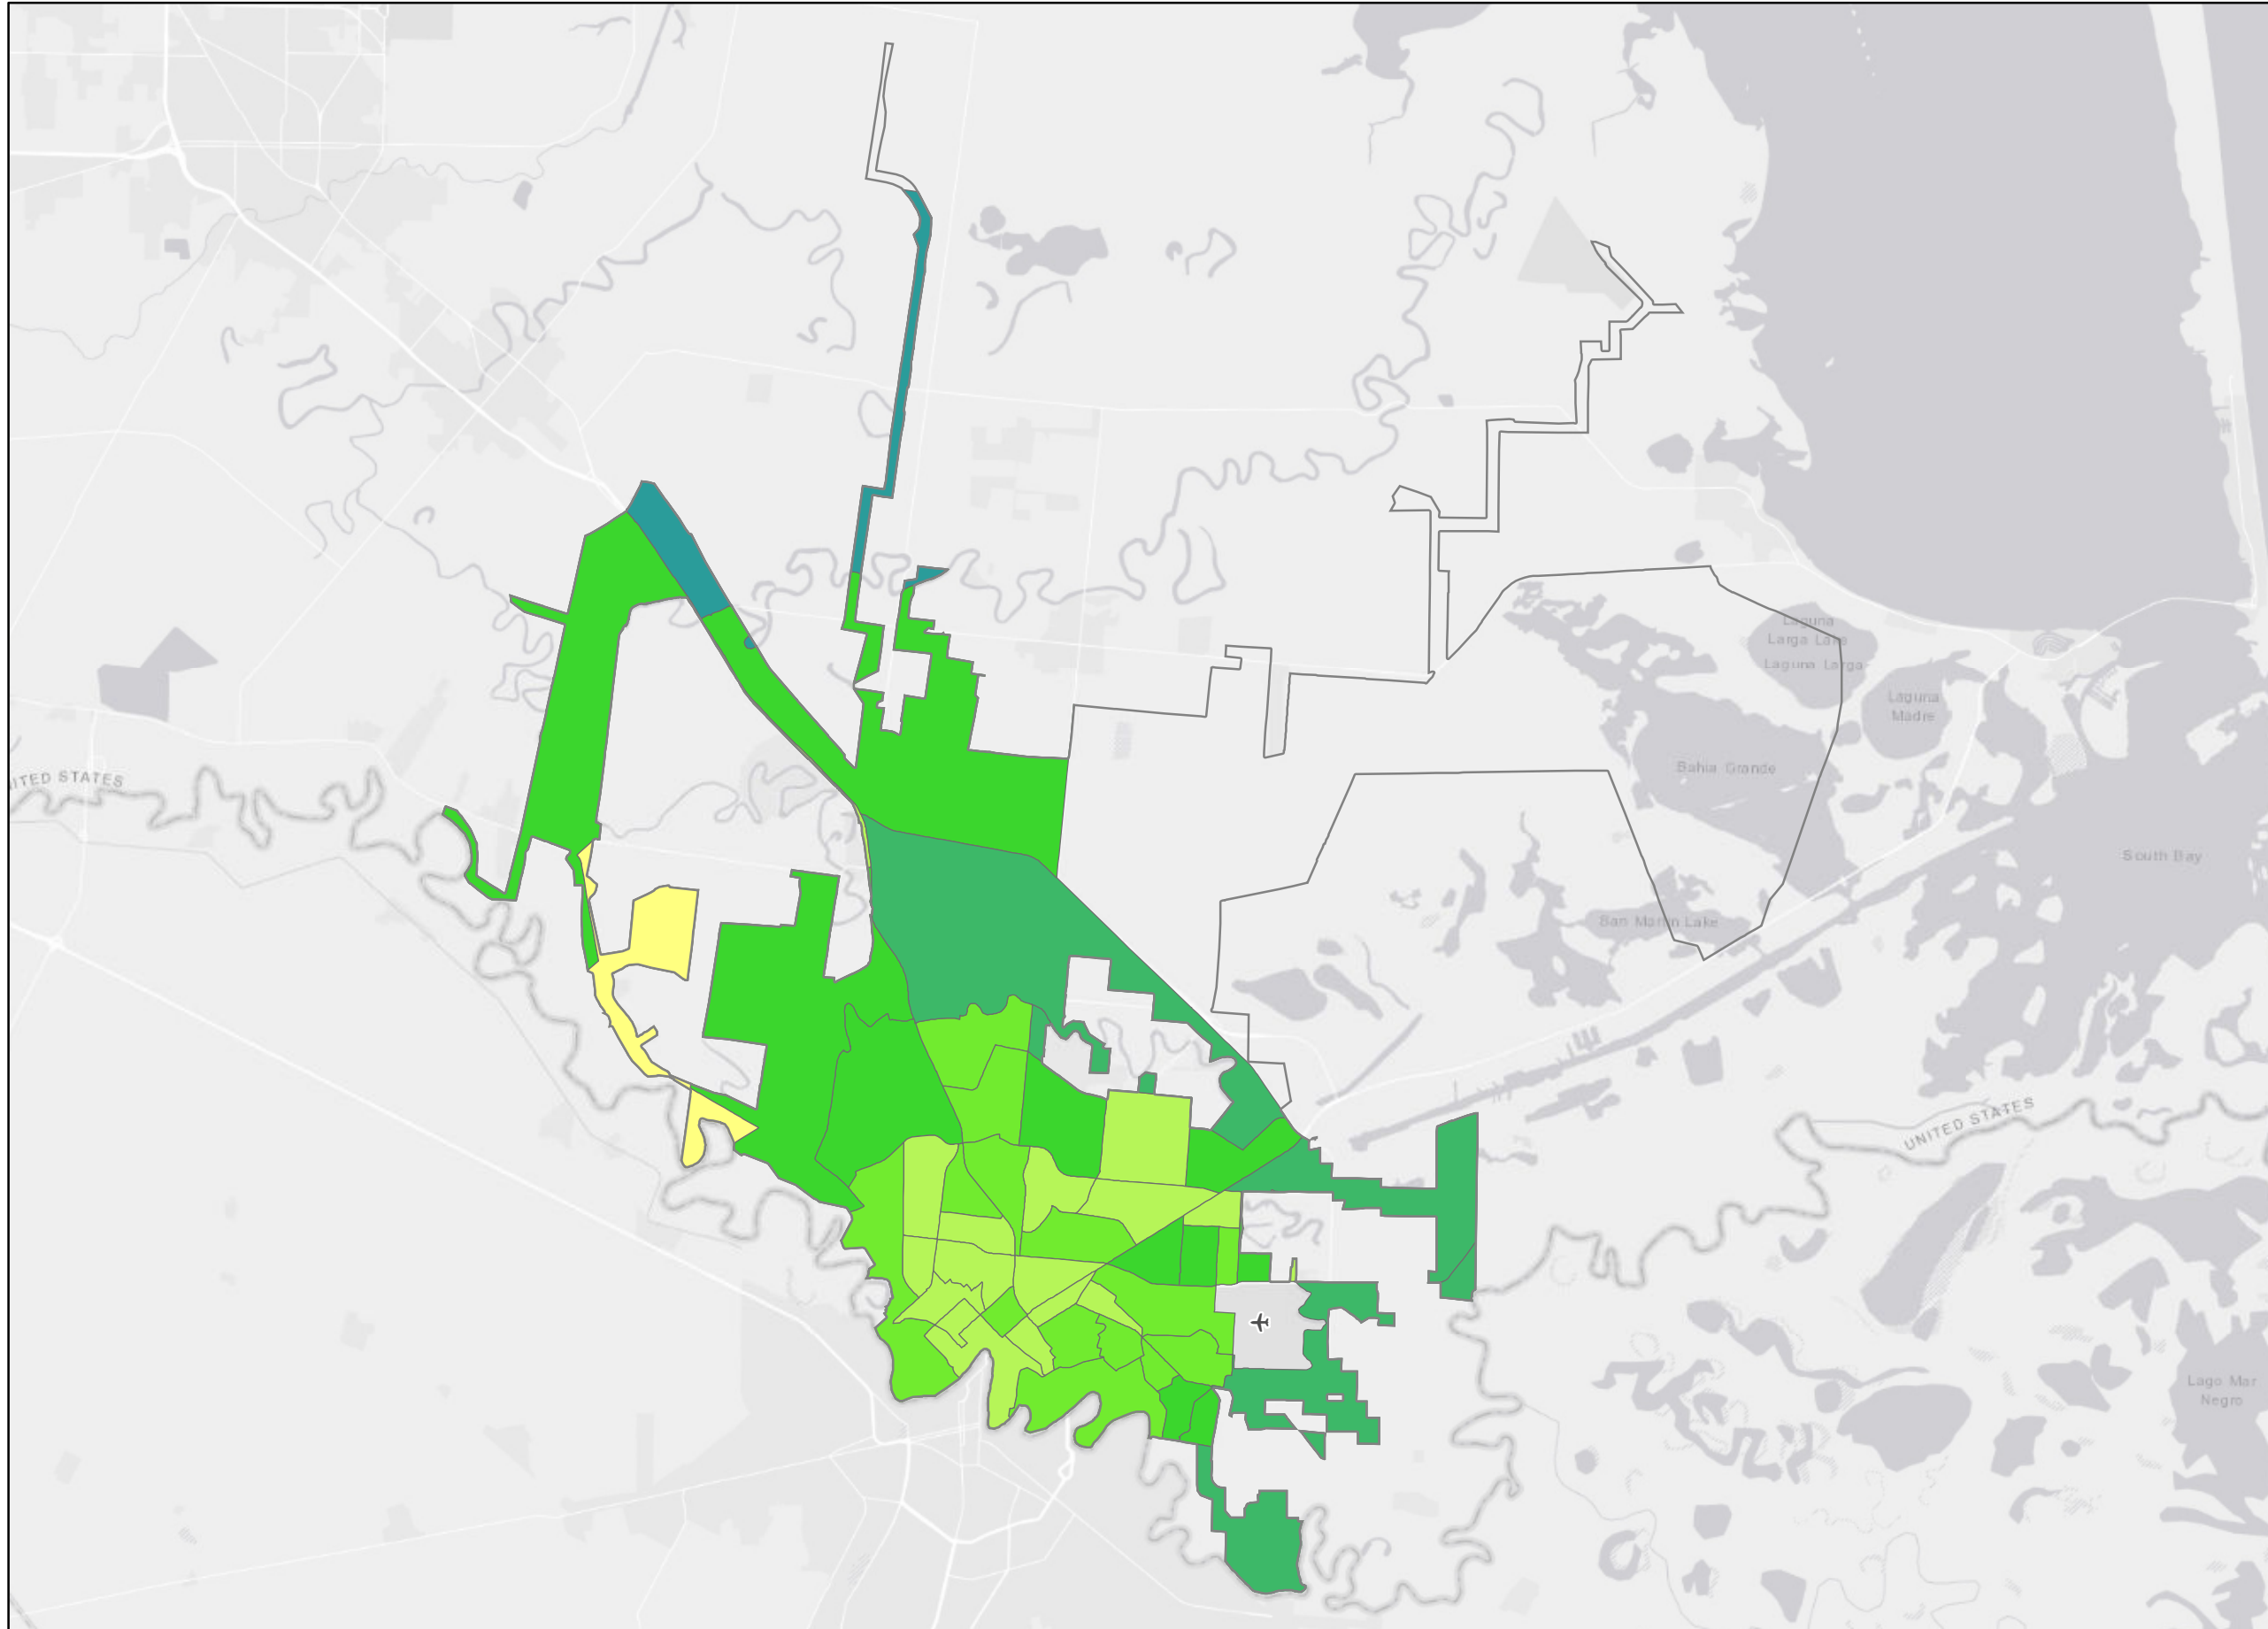 Laguna
Larga Lake
Laguna Larga
Laguna
Madre
Bahia Grande
ITED STATES
South Bay
San Martin Lake
UNITED STATES
Lago Mar
Negro